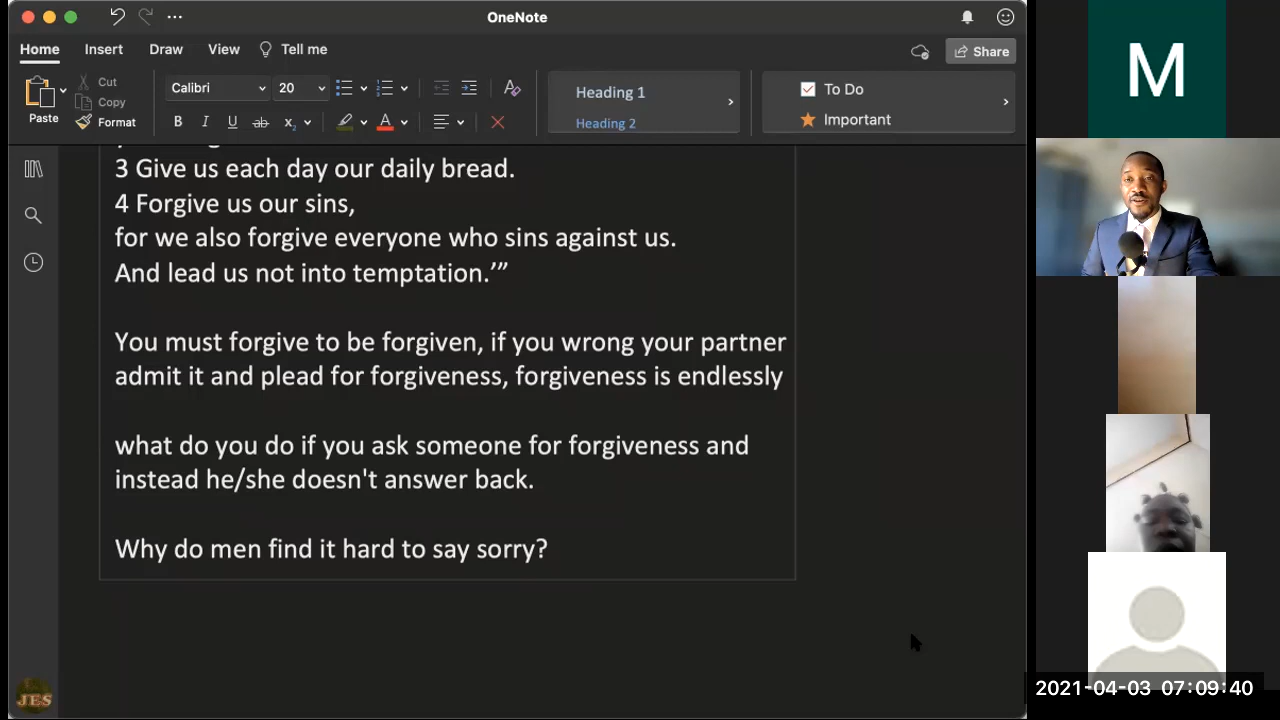 OneNote
Home Insert Draw View Tell me
Share
Paste
Cut
Copy
Format
Calibri 20
Heading 1
Heading 2
To Do
Important
3 Give us each day our daily bread.
4 Forgive us our sins,
for we also forgive everyone who sins against us.
And lead us not into temptation.’”
You must forgive to be forgiven, if you wrong your partner
admit it and plead for forgiveness, forgiveness is endlessly
what do you do if you ask someone for forgiveness and
instead he/she doesn't answer back.
Why do men find it hard to say sorry?
JES
M
2021-04-03 07:09:40